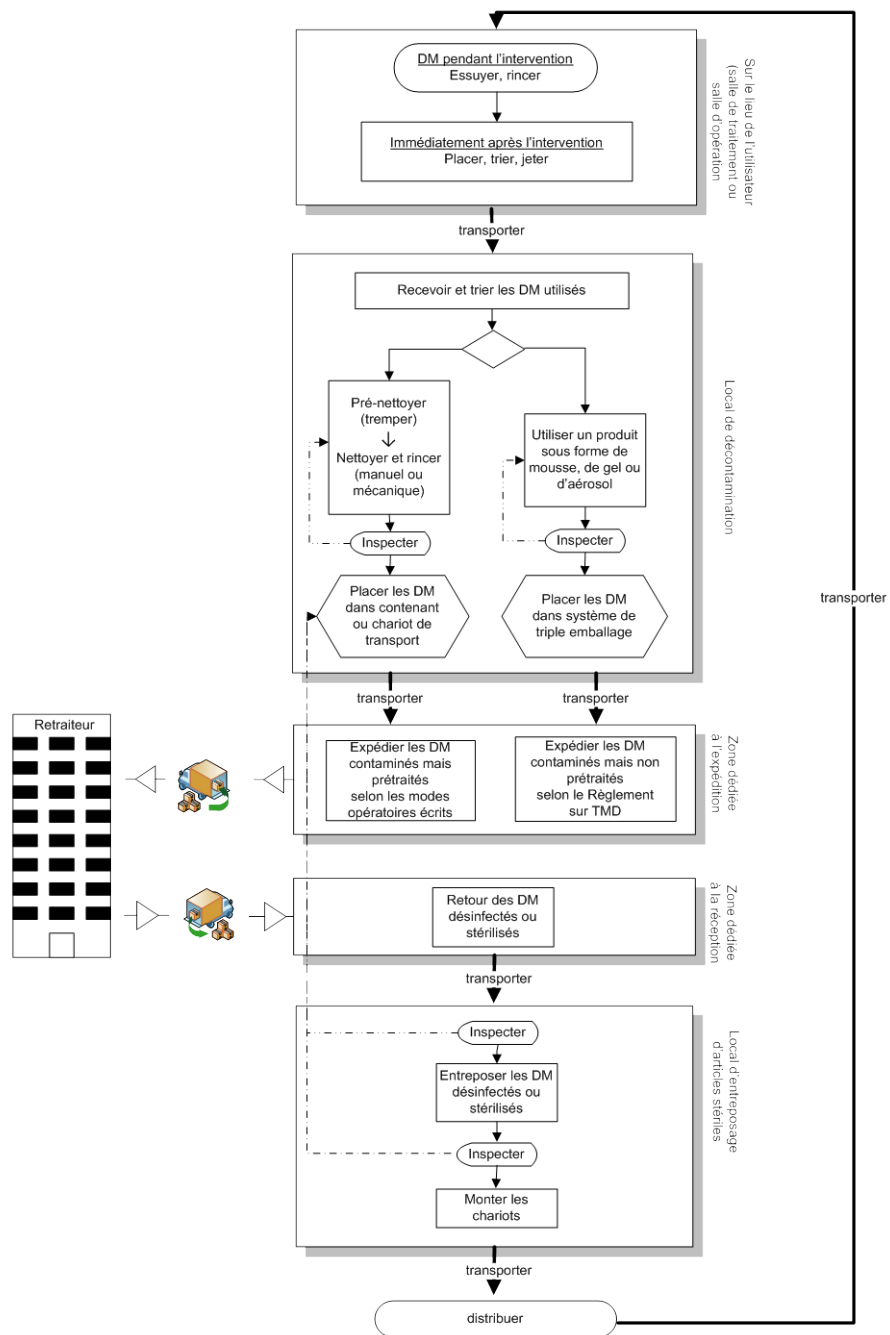 DM pendant l'intervention
Essuyer, rincer
Immédiatement après l'intervention
Placer, trier, jeter
Sur le lieu de l'utilisateur
(salle de traitement ou
salle d'opération
transporter
Recevoir et trier les DM utilisés
Pré-nettoyer
(tremper)
Nettoyer et rincer
(manuel ou
mécanique)
Inspecter
Placer les DM
dans contenant
ou chariot de
transport
Utiliser un produit
sous forme de
mousse, de gel ou
d'aérosol
Inspecter
Placer les DM
dans système de
triple emballage
Local de décontamination
transporter
transporter
transporter
Retraiteur
Expédier les DM
contaminés mais
prétraités
selon les modes
opératoires écrits
Expédier les DM
contaminés mais non
prétraités
selon le Règlement
sur TMD
Zone dédiée
à l'expédition
Retour des DM
désinfectés ou
stérilisés
Zone dédiée
à la réception
transporter
Inspecter
Entreposer les DM
désinfectés ou
stérilisés
Inspecter
Monter les
chariots
Local d'entreposage
d'articles stériles
transporter
distribuer